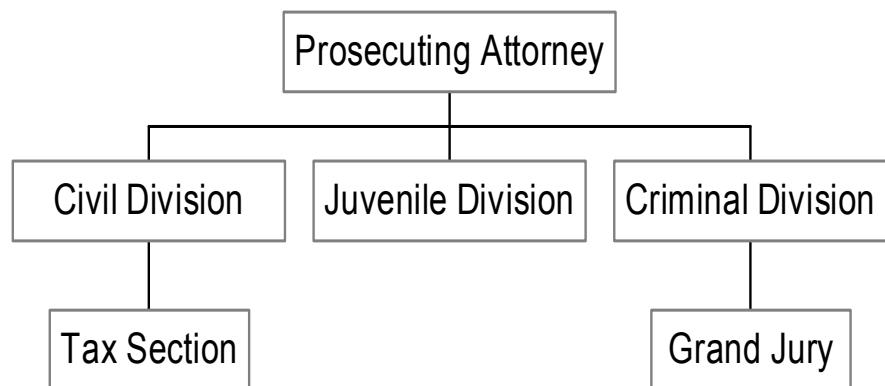 Prosecuting Attorney
Civil Division
Juvenile Division
Criminal Division
Tax Section
Grand Jury